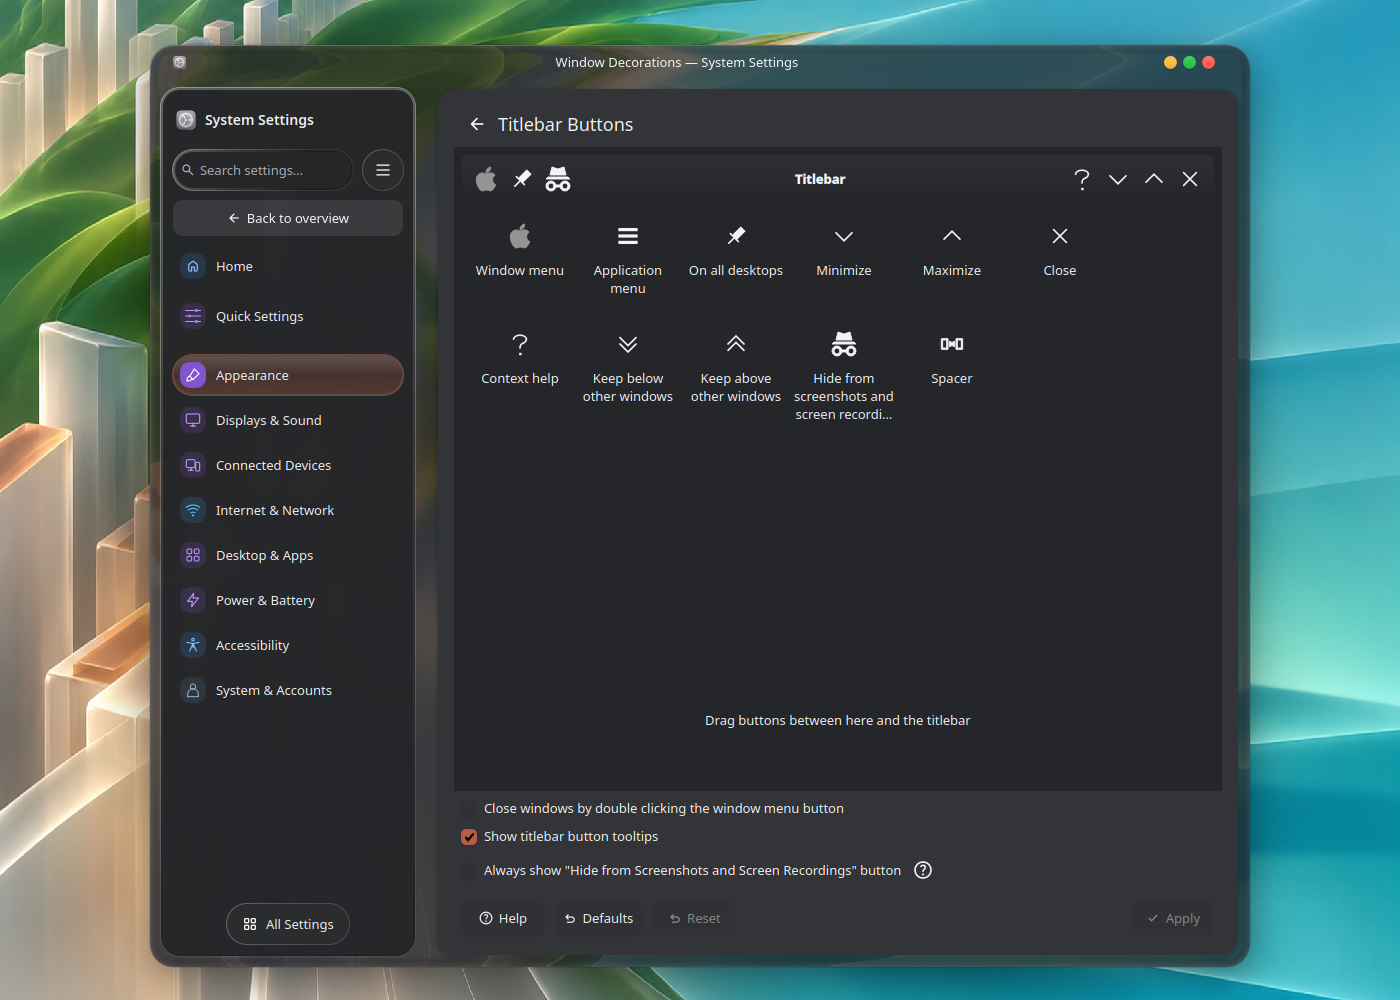 Window Decorations — System Settings
System Settings
Search settings...
Back to overview
Home
Quick Settings
Appearance
Displays & Sound
Connected Devices
Internet & Network
Desktop & Apps
Power & Battery
Accessibility
System & Accounts
All Settings
Titlebar Buttons
Titlebar
Window menu
Application
menu
On all desktops
Minimize
Maximize
Close
Context help
Keep below
other windows
Keep above
other windows
Hide from
screenshots and
screen recordi...
Spacer
Drag buttons between here and the titlebar
Close windows by double clicking the window menu button
Show titlebar button tooltips
Always show "Hide from Screenshots and Screen Recordings" button
Help
Defaults
Reset
Apply